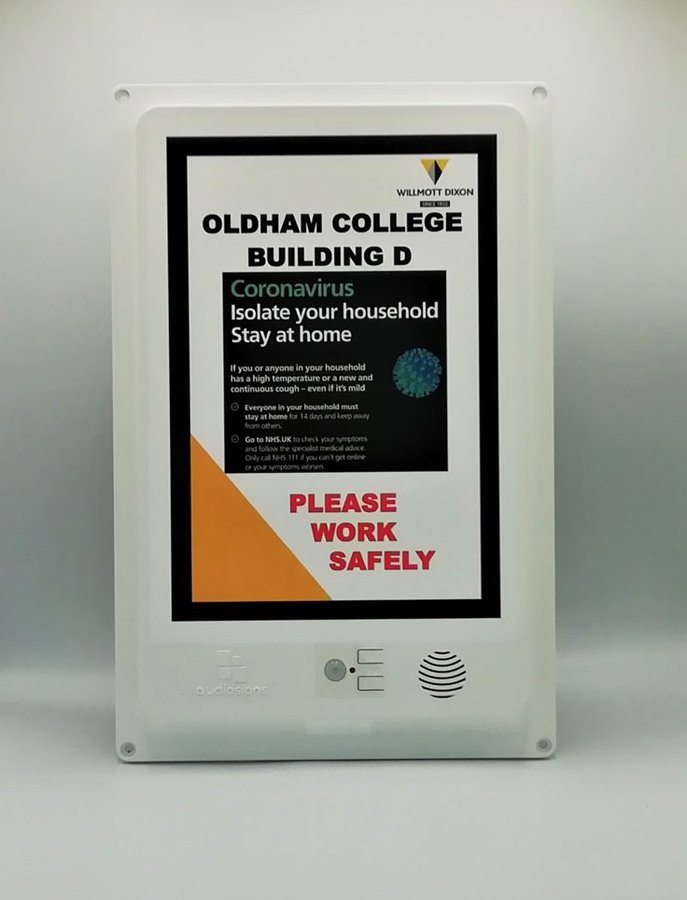 WILLMOTT DIXON
SINCE 1852
OLDHAM COLLEGE
BUILDING D
Coronavirus
Isolate your household
Stay at home
If you or anyone in your household
has a high temperature or a new and
continuous cough – even if it's mild
Everyone in your household must
stay at home for 14 days and keep away
from others.
Go to NHS.UK to check your symptoms
and follow the specialist medical advice.
Only call NHS 111 if you can't get online
or your symptoms worsen.
PLEASE
WORK
SAFELY
audiosigns